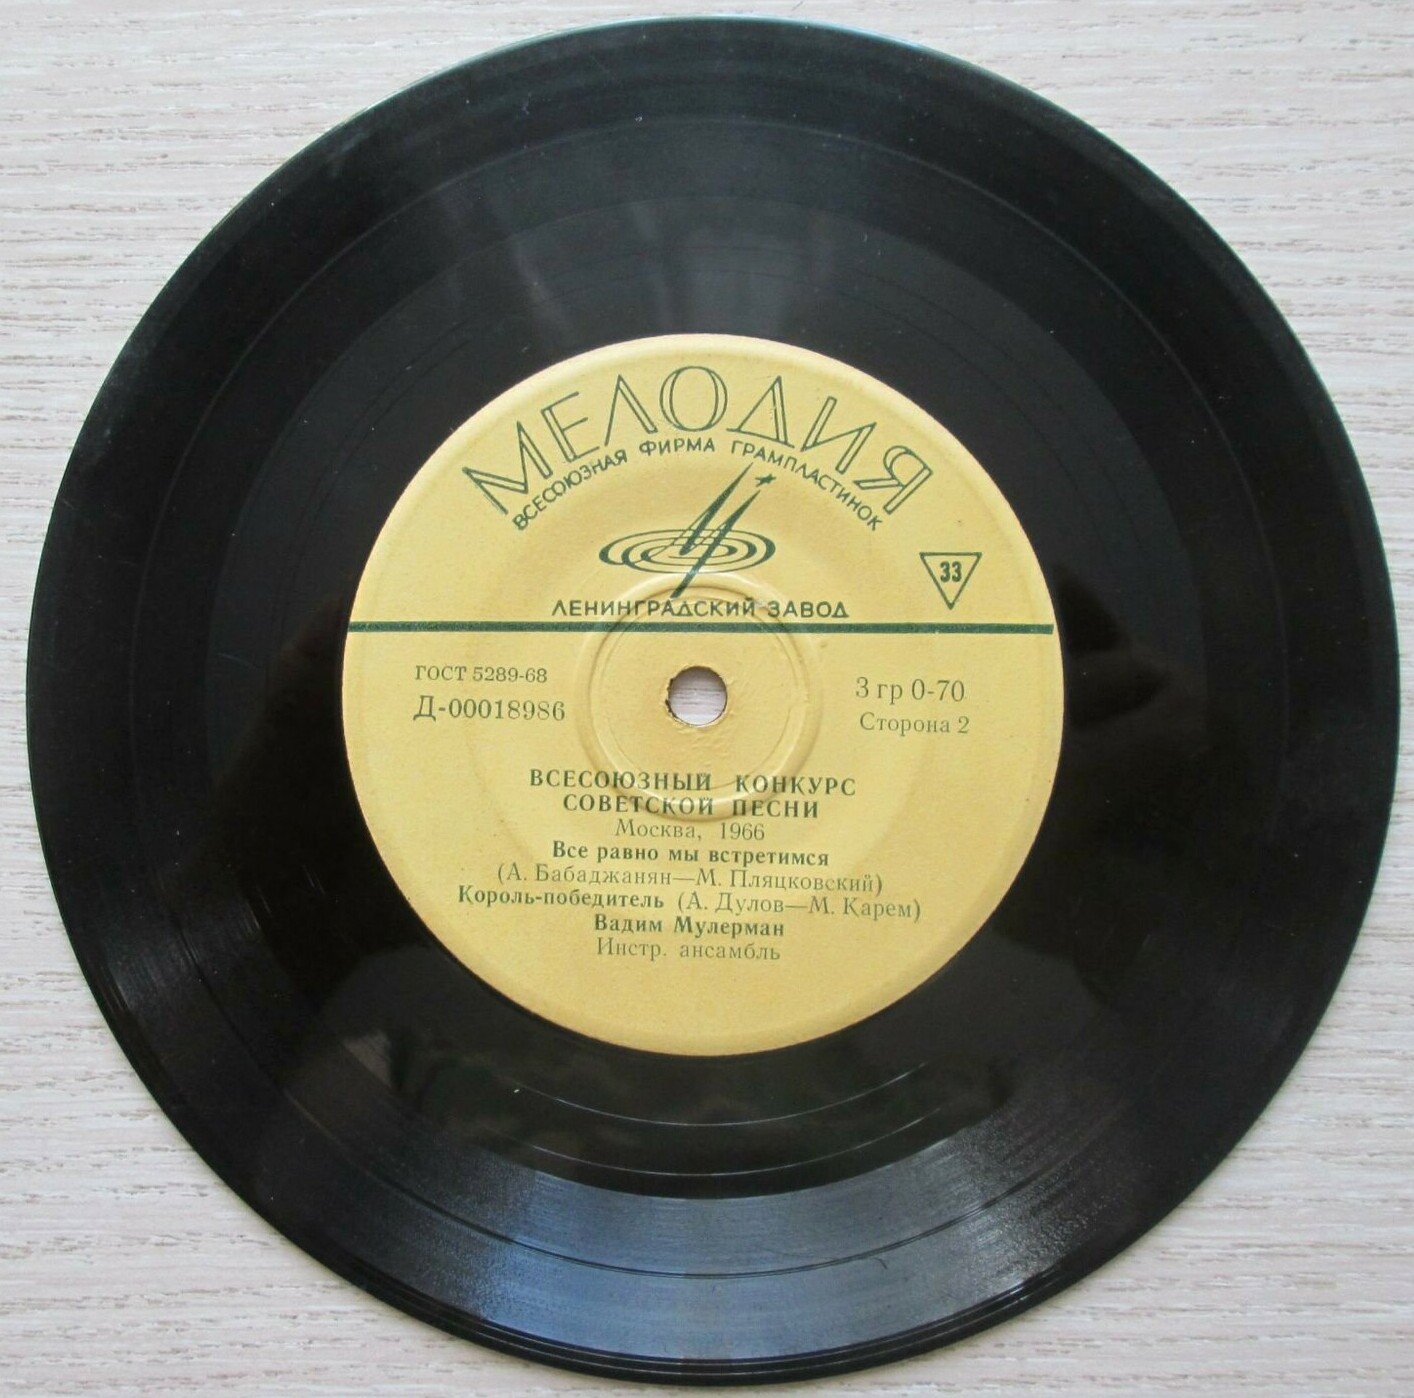 МЕЛОДИЯ
ВСЕСОЮЗНАЯ ФИРМА ГРАМПЛАСТИНОК
33
ЛЕНИНГРАДСКИЙ ЗАВОД
ГОСТ 5289-68
Д-00018986
3 гр 0-70
Сторона 2
ВСЕСОЮЗНЫЙ КОНКУРС
СОВЕТСКОЙ ПЕСНИ
Москва, 1966
Все равно мы встретимся
(А. Бабаджанян—М. Пляцковский)
Король-победитель (А. Дулов—М. Карем)
Вадим Мулерман
Инстр. ансамбль